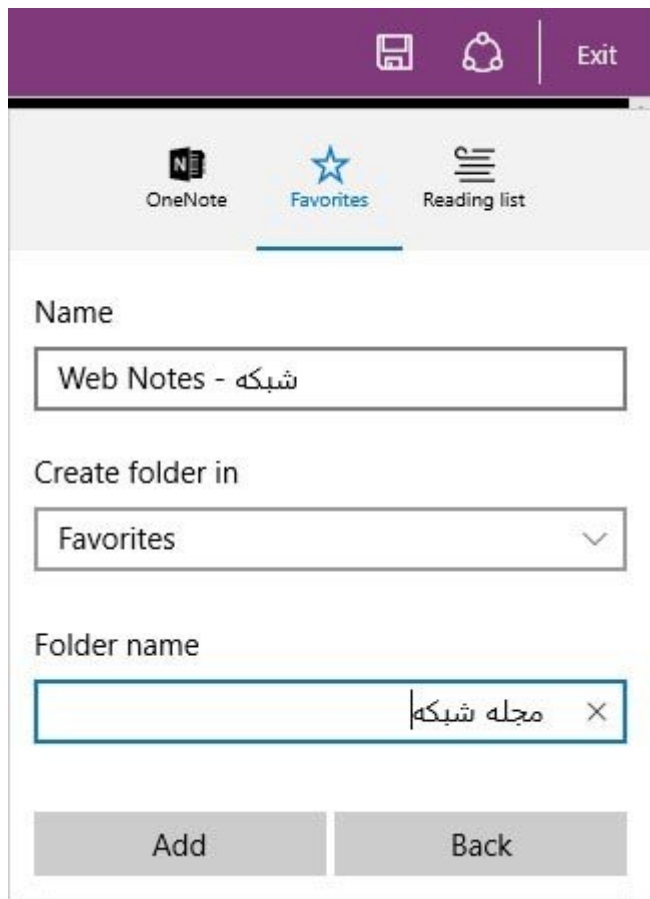 Exit
OneNote Favorites Reading list
Name
Web Notes - شبکه
Create folder in
Favorites
Folder name
مجله شبکه
Add Back